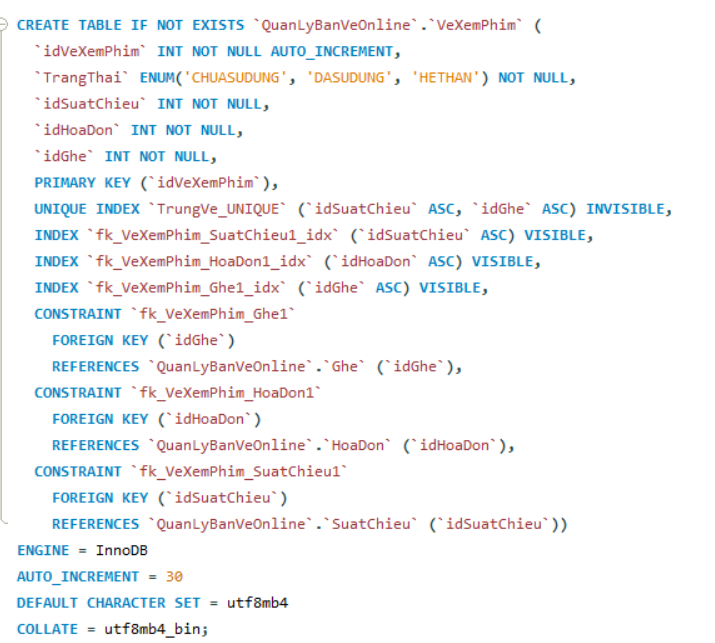 CREATE TABLE IF NOT EXISTS `QuanLyBanVeOnline`.`VeXemPhim` (
`idVeXemPhim` INT NOT NULL AUTO_INCREMENT,
`TrangThai` ENUM('CHUASUDUNG', 'DASUDUNG', 'HETHAN') NOT NULL,
`idSuatChieu` INT NOT NULL,
`idHoaDon` INT NOT NULL,
`idGhe` INT NOT NULL,
PRIMARY KEY (`idVeXemPhim`),
UNIQUE INDEX `TrungVe_UNIQUE` (`idSuatChieu` ASC, `idGhe` ASC) INVISIBLE,
INDEX `fk_VeXemPhim_SuatChieu1_idx` (`idSuatChieu` ASC) VISIBLE,
INDEX `fk_VeXemPhim_HoaDon1_idx` (`idHoaDon` ASC) VISIBLE,
INDEX `fk_VeXemPhim_Ghe1_idx` (`idGhe` ASC) VISIBLE,
CONSTRAINT `fk_VeXemPhim_Ghe1`
FOREIGN KEY (`idGhe`)
REFERENCES `QuanLyBanVeOnline`.`Ghe` (`idGhe`),
CONSTRAINT `fk_VeXemPhim_HoaDon1`
FOREIGN KEY (`idHoaDon`)
REFERENCES `QuanLyBanVeOnline`.`HoaDon` (`idHoaDon`),
CONSTRAINT `fk_VeXemPhim_SuatChieu1`
FOREIGN KEY (`idSuatChieu`)
REFERENCES `QuanLyBanVeOnline`.`SuatChieu` (`idSuatChieu`))
ENGINE = InnoDB
AUTO_INCREMENT = 30
DEFAULT CHARACTER SET = utf8mb4
COLLATE = utf8mb4_bin;